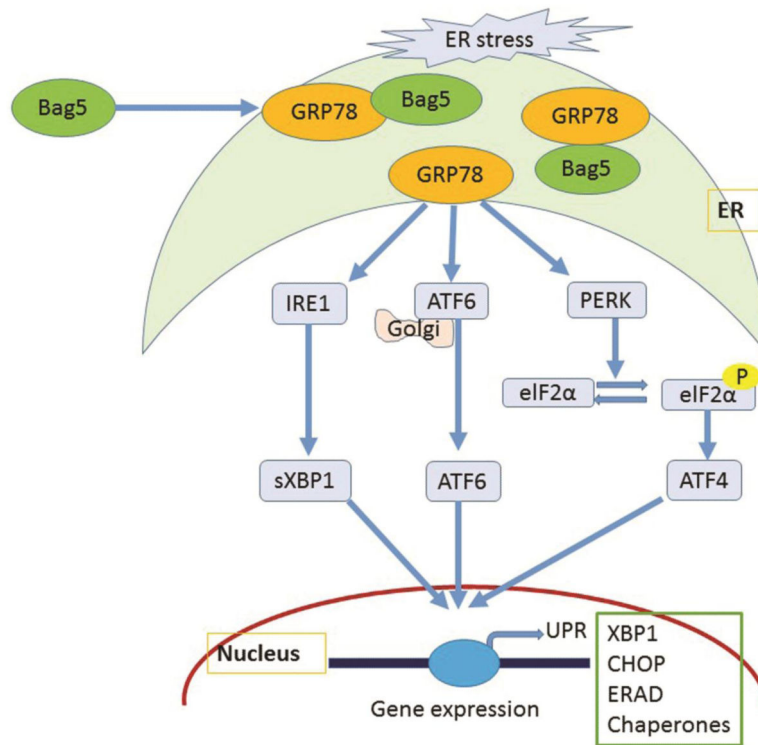 ER stress
Bag5
GRP78
Bag5
GRP78
Bag5
GRP78
ER
IRE1
ATF6
Golgi
PERK
eIF2α
P
eIF2α
sXBP1
ATF6
ATF4
Nucleus
UPR
Gene expression
XBP1
CHOP
ERAD
Chaperones